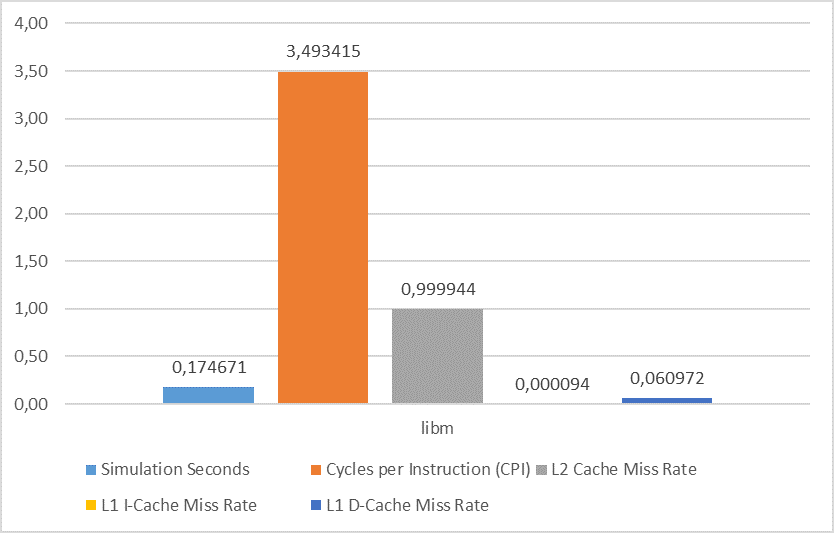 4,00
3,493415
3,50
3,00
2,50
2,00
1,50
0,999944
1,00
0,50
0,174671
0,000094
0,060972
0,00
libm
Simulation Seconds
Cycles per Instruction (CPI)
L2 Cache Miss Rate
L1 I-Cache Miss Rate
L1 D-Cache Miss Rate